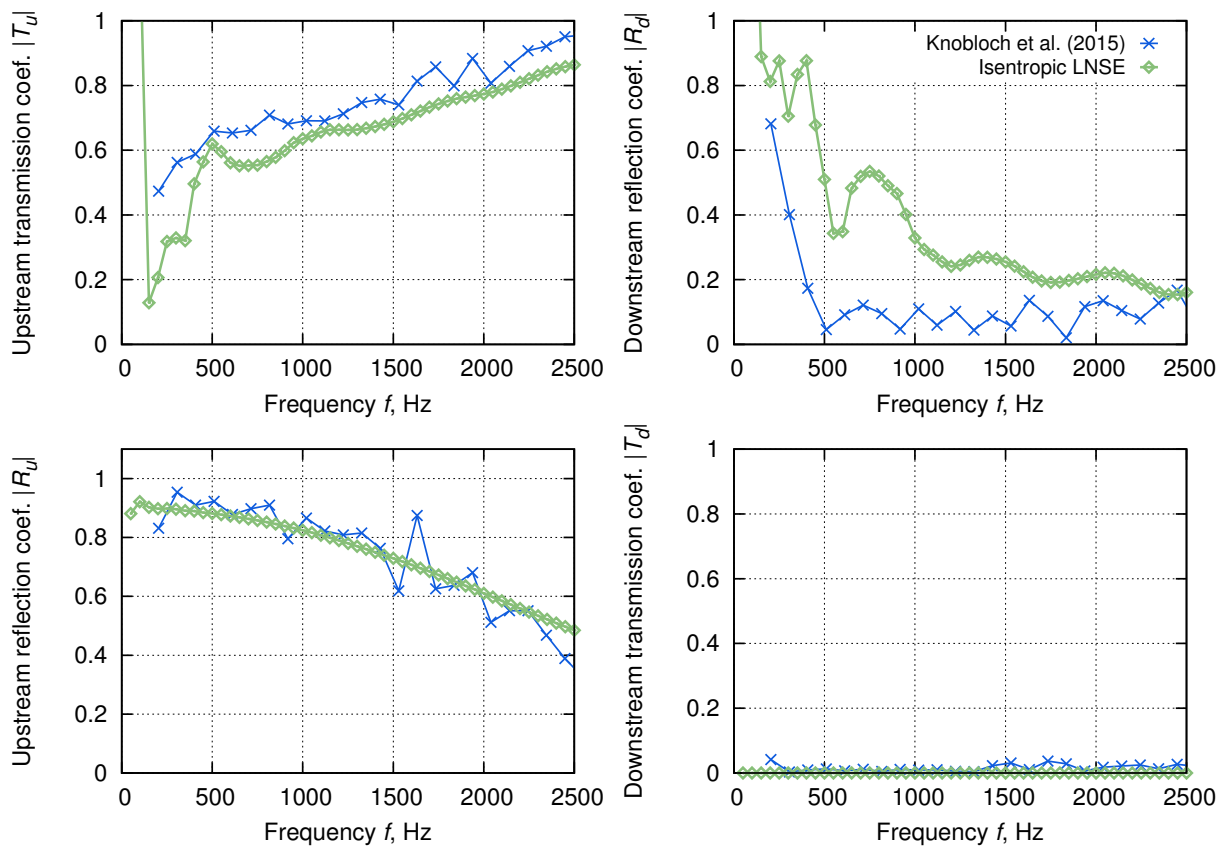 Upstream transmission coef. |Tu|
1
0.8
0.6
0.4
0.2
0
0 500 1000 1500 2000 2500
Frequency f, Hz
Downstream reflection coef. |Rd|
1
0.8
0.6
0.4
0.2
0
0 500 1000 1500 2000 2500
Frequency f, Hz
Knobloch et al. (2015)
Isentropic LNSE
Upstream reflection coef. |Ru|
1
0.8
0.6
0.4
0.2
0
0 500 1000 1500 2000 2500
Frequency f, Hz
Downstream transmission coef. |Td|
1
0.8
0.6
0.4
0.2
0
0 500 1000 1500 2000 2500
Frequency f, Hz